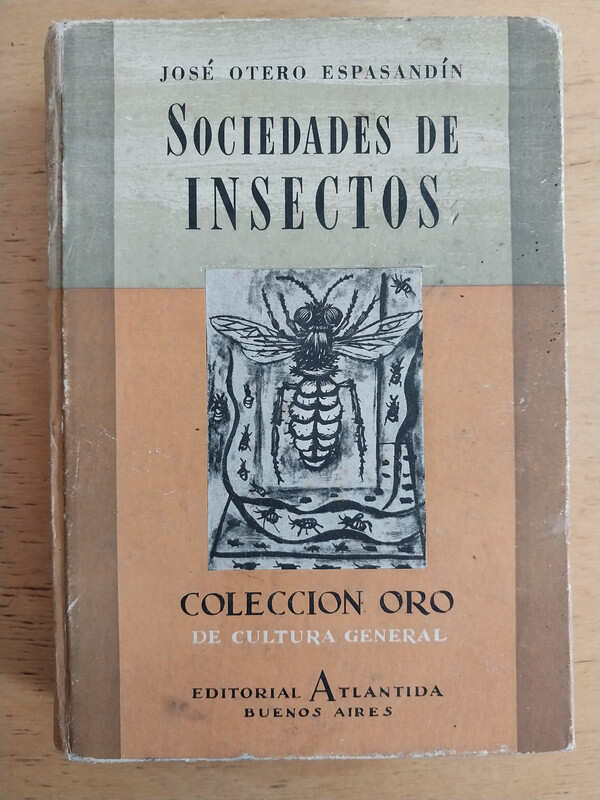 JOSÉ OTERO ESPASANDÍN
SOCIEDADES DE
INSECTOS
COLECCION ORO
DE CULTURA GENERAL
EDITORIAL ATLANTIDA
BUENOS AIRES